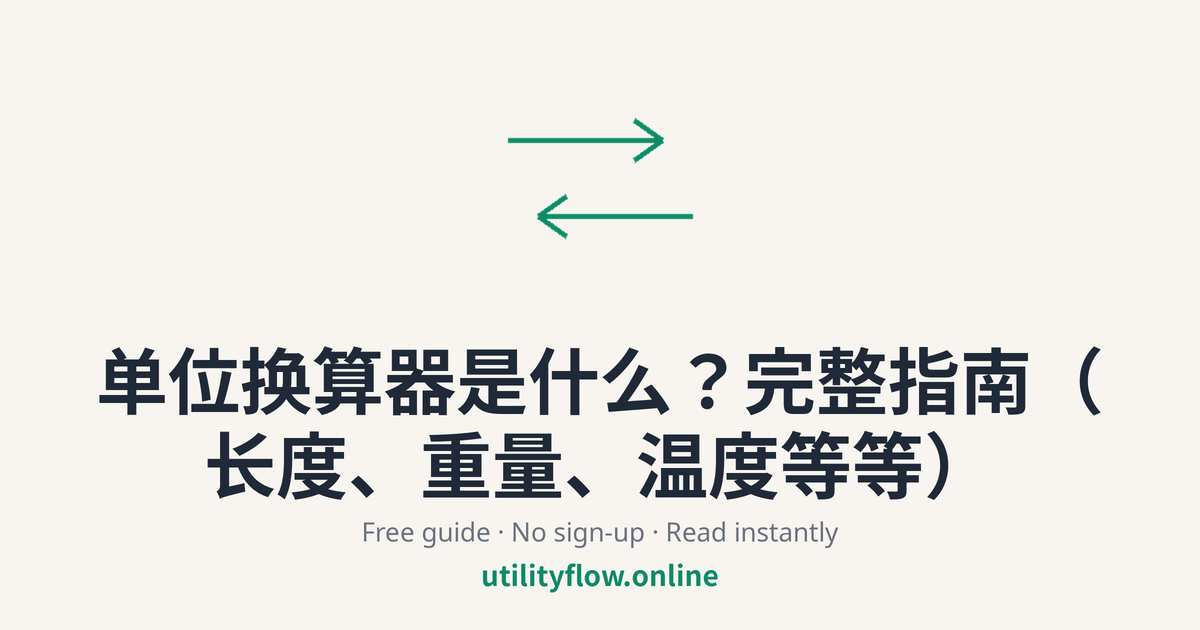 单位换算器是什么？完整指南（
长度、重量、温度等等）
Free guide · No sign-up · Read instantly
utilityflow.online